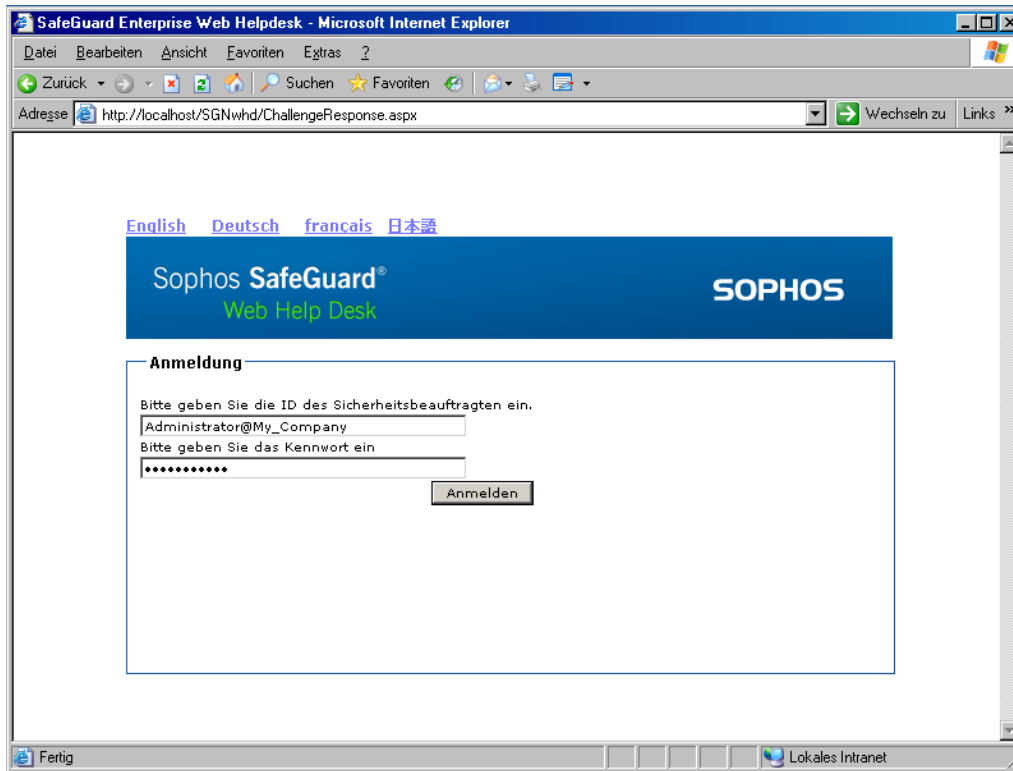 SafeGuard Enterprise Web Helpdesk - Microsoft Internet Explorer
Datei Bearbeiten Ansicht Favoriten Extras ?
Zurück Suchen Favoriten
Adresse http://localhost/SGNwhd/ChallengeResponse.aspx Wechseln zu Links »
English Deutsch francais 日本語
Sophos SafeGuard® SOPHOS
Web Help Desk
Anmeldung
Bitte geben Sie die ID des Sicherheitsbeauftragten ein.
Administrator@My_Company
Bitte geben Sie das Kennwort ein
•••••••••••
Anmelden
Fertig Lokales Intranet